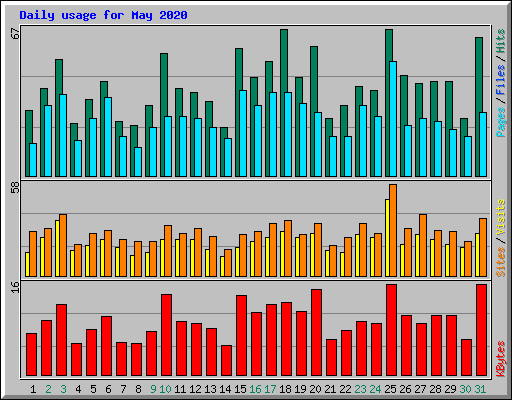 Daily usage for May 2020
67
Pages / Files / Hits
58
Sites / Visits
16
KBytes
1 2 3 4 5 6 7 8 9 10 11 12 13 14 15 16 17 18 19 20 21 22 23 24 25 26 27 28 29 30 31